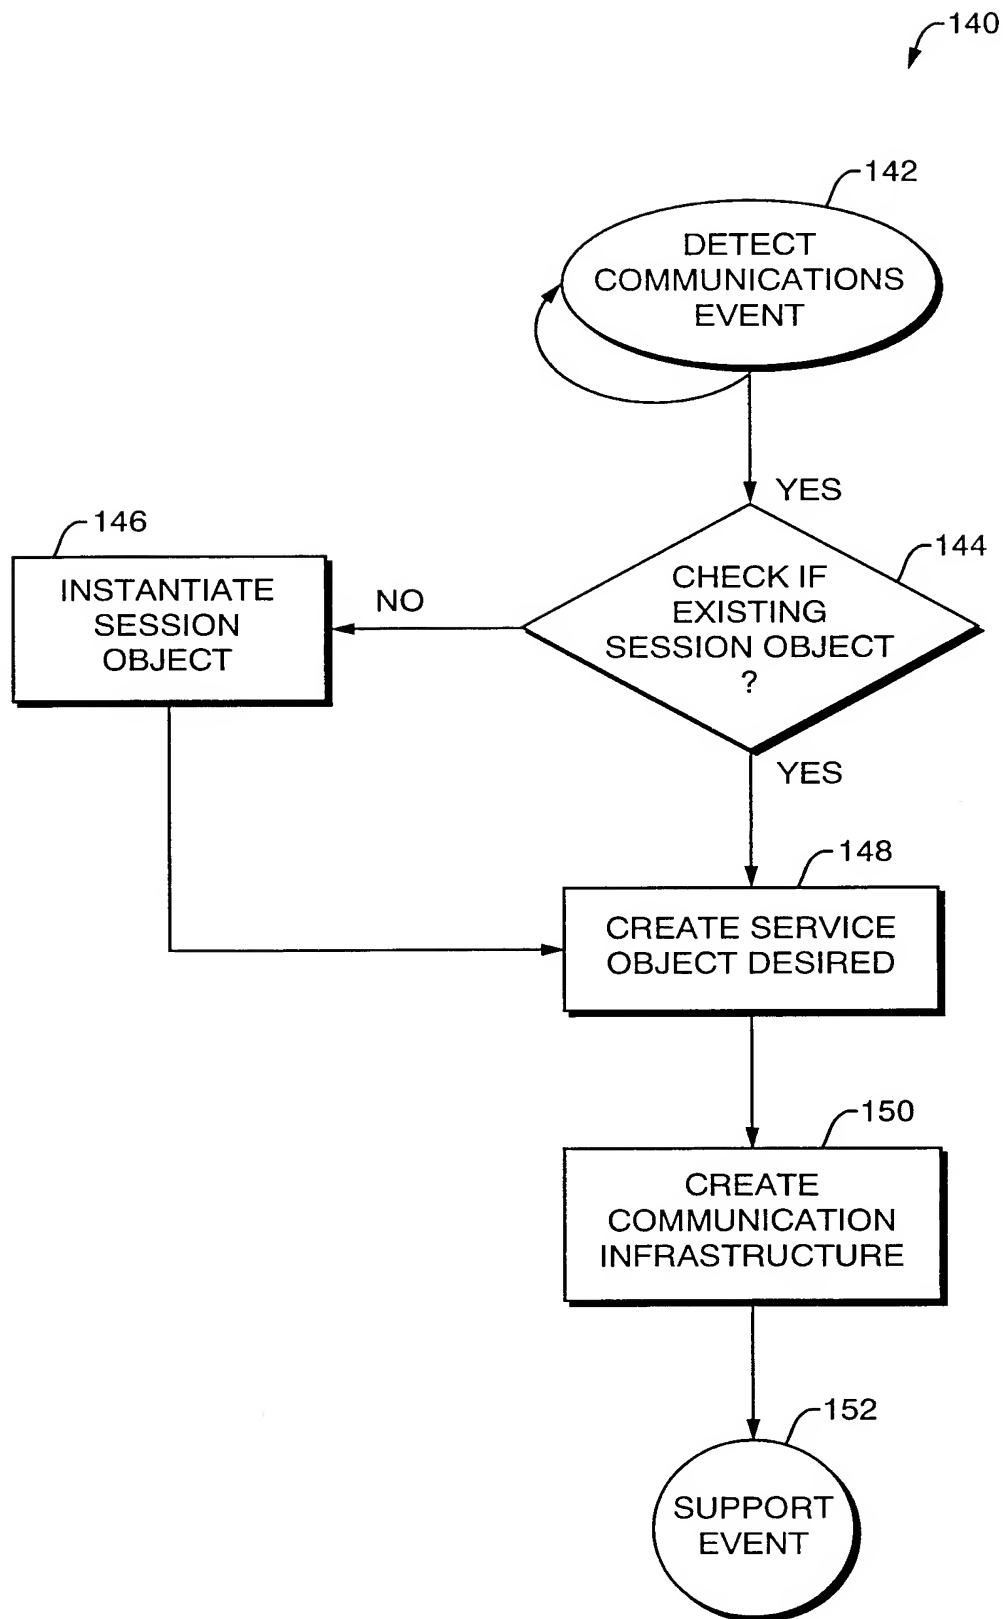 140
142
DETECT
COMMUNICATIONS
EVENT
YES
146
144
INSTANTIATE
SESSION
OBJECT
NO
CHECK IF
EXISTING
SESSION OBJECT
?
YES
148
CREATE SERVICE
OBJECT DESIRED
150
CREATE
COMMUNICATION
INFRASTRUCTURE
152
SUPPORT
EVENT